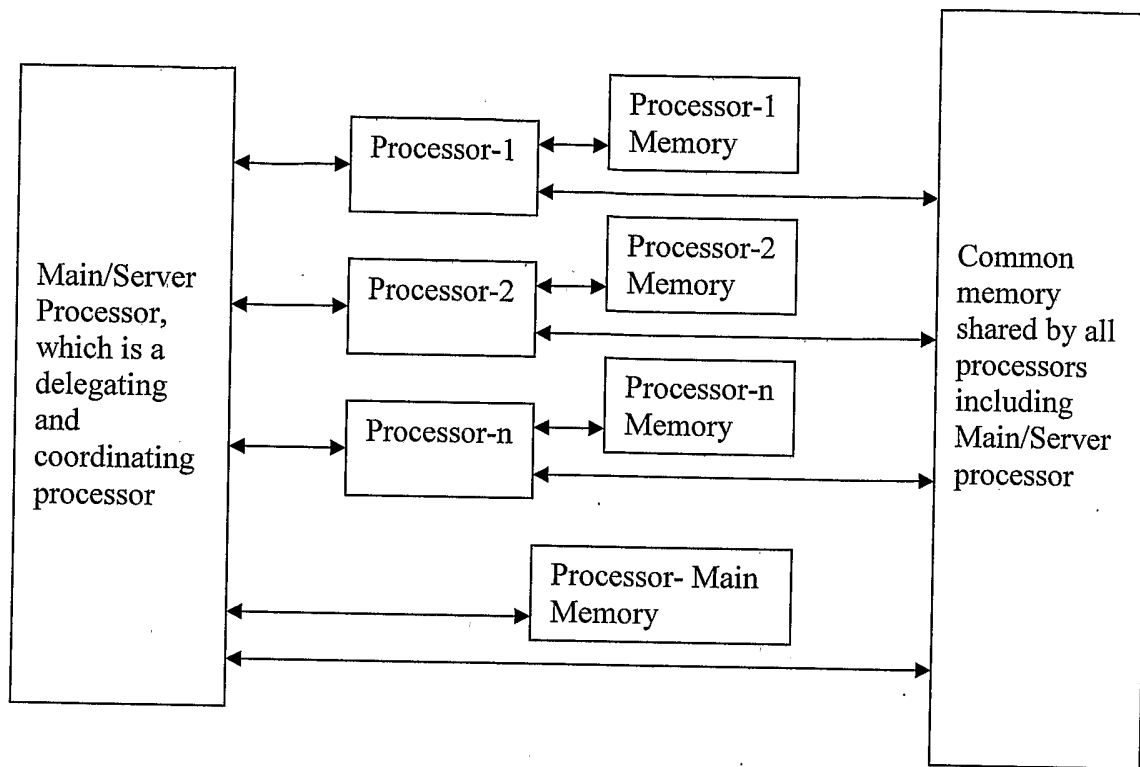 Main/Server
Processor,
which is a
delegating
and
coordinating
processor
Processor-1
Processor-1
Memory
Processor-2
Processor-2
Memory
Processor-n
Processor-n
Memory
Processor- Main
Memory
Common
memory
shared by all
processors
including
Main/Server
processor